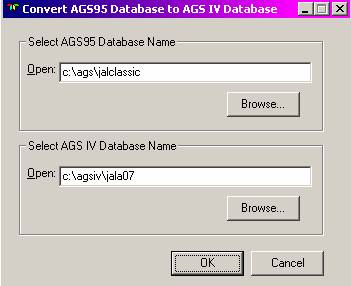 Convert AGS95 Database to AGS IV Database
Select AGS95 Database Name
Open: c:\ags\jalclassic
Browse...
Select AGS IV Database Name
Open: c:\agsiv\jala07
Browse...
OK Cancel